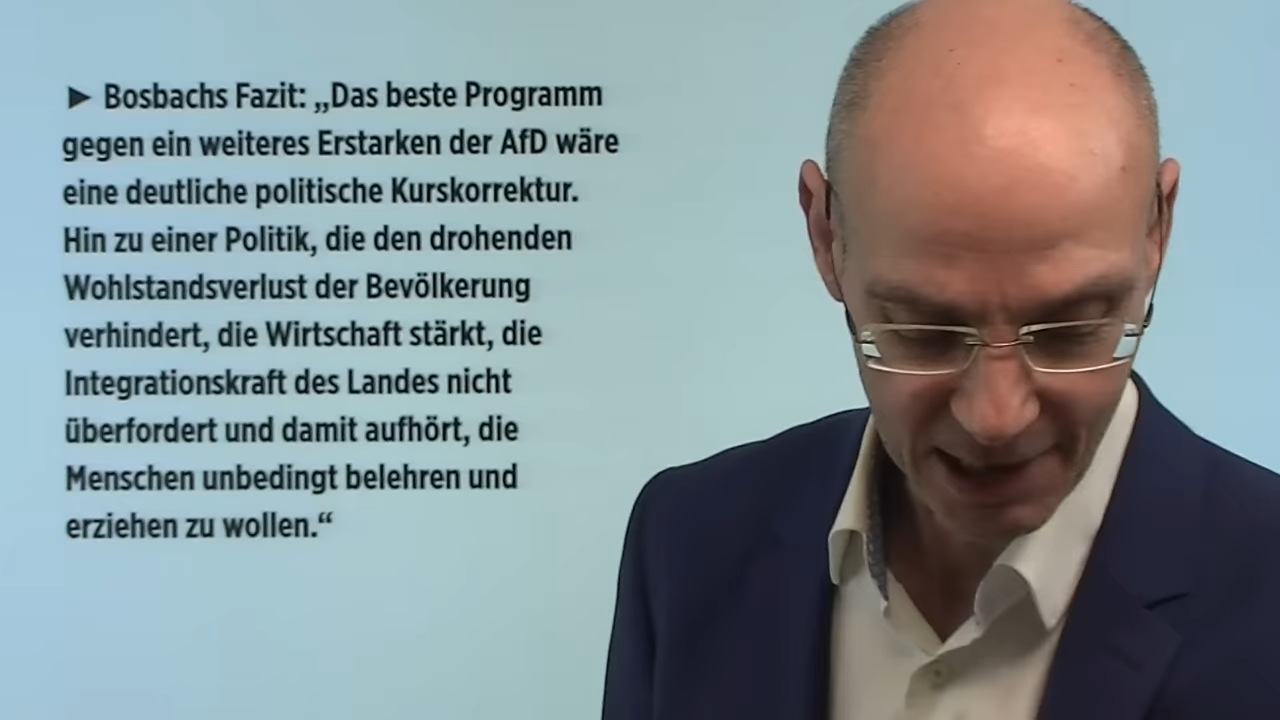 ► Bosbachs Fazit: „Das beste Programm
gegen ein weiteres Erstarken der AfD wäre
eine deutliche politische Kurskorrektur.
Hin zu einer Politik, die den drohenden
Wohlstandsverlust der Bevölkerung
verhindert, die Wirtschaft stärkt, die
Integrationskraft des Landes nicht
überfordert und damit aufhört, die
Menschen unbedingt belehren und
erziehen zu wollen.“